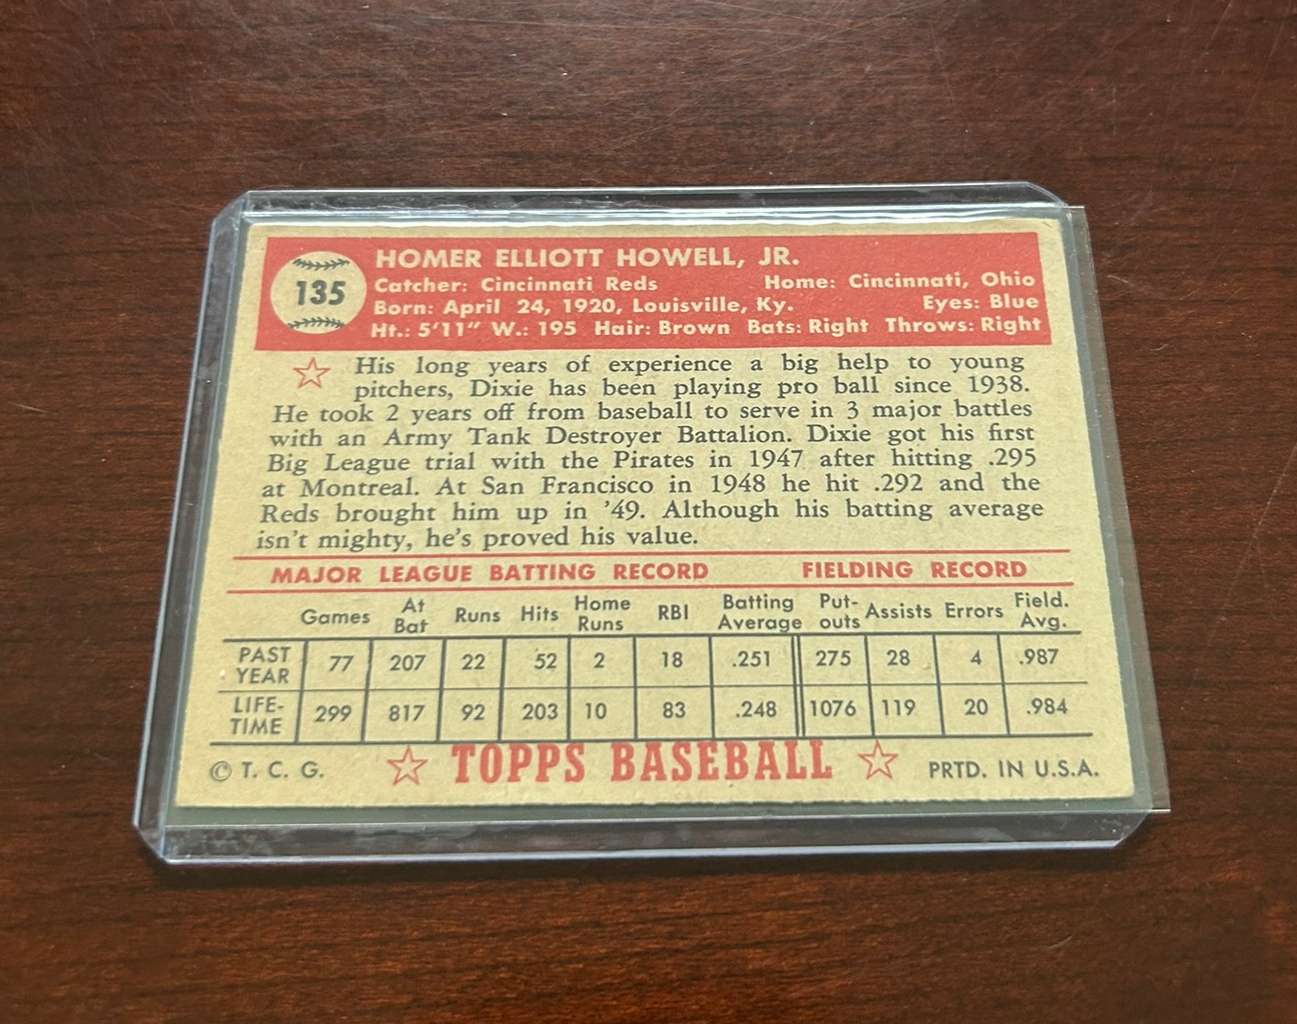 135
HOMER ELLIOTT HOWELL, JR.
Catcher: Cincinnati Reds Home: Cincinnati, Ohio
Born: April 24, 1920, Louisville, Ky. Eyes: Blue
Ht.: 5'11" W.: 195 Hair: Brown Bats: Right Throws: Right
His long years of experience a big help to young
pitchers, Dixie has been playing pro ball since 1938.
He took 2 years off from baseball to serve in 3 major battles
with an Army Tank Destroyer Battalion. Dixie got his first
Big League trial with the Pirates in 1947 after hitting .295
at Montreal. At San Francisco in 1948 he hit .292 and the
Reds brought him up in '49. Although his batting average
isn't mighty, he's proved his value.
MAJOR LEAGUE BATTING RECORD FIELDING RECORD
Games At Bat Runs Hits Home Runs RBI Batting Average Put-outs Assists Errors Field. Avg.
PAST YEAR 77 207 22 52 2 18 .251 275 28 4 .987
LIFE-TIME 299 817 92 203 10 83 .248 1076 119 20 .984
© T. C. G. TOPPS BASEBALL PRTD. IN U.S.A.